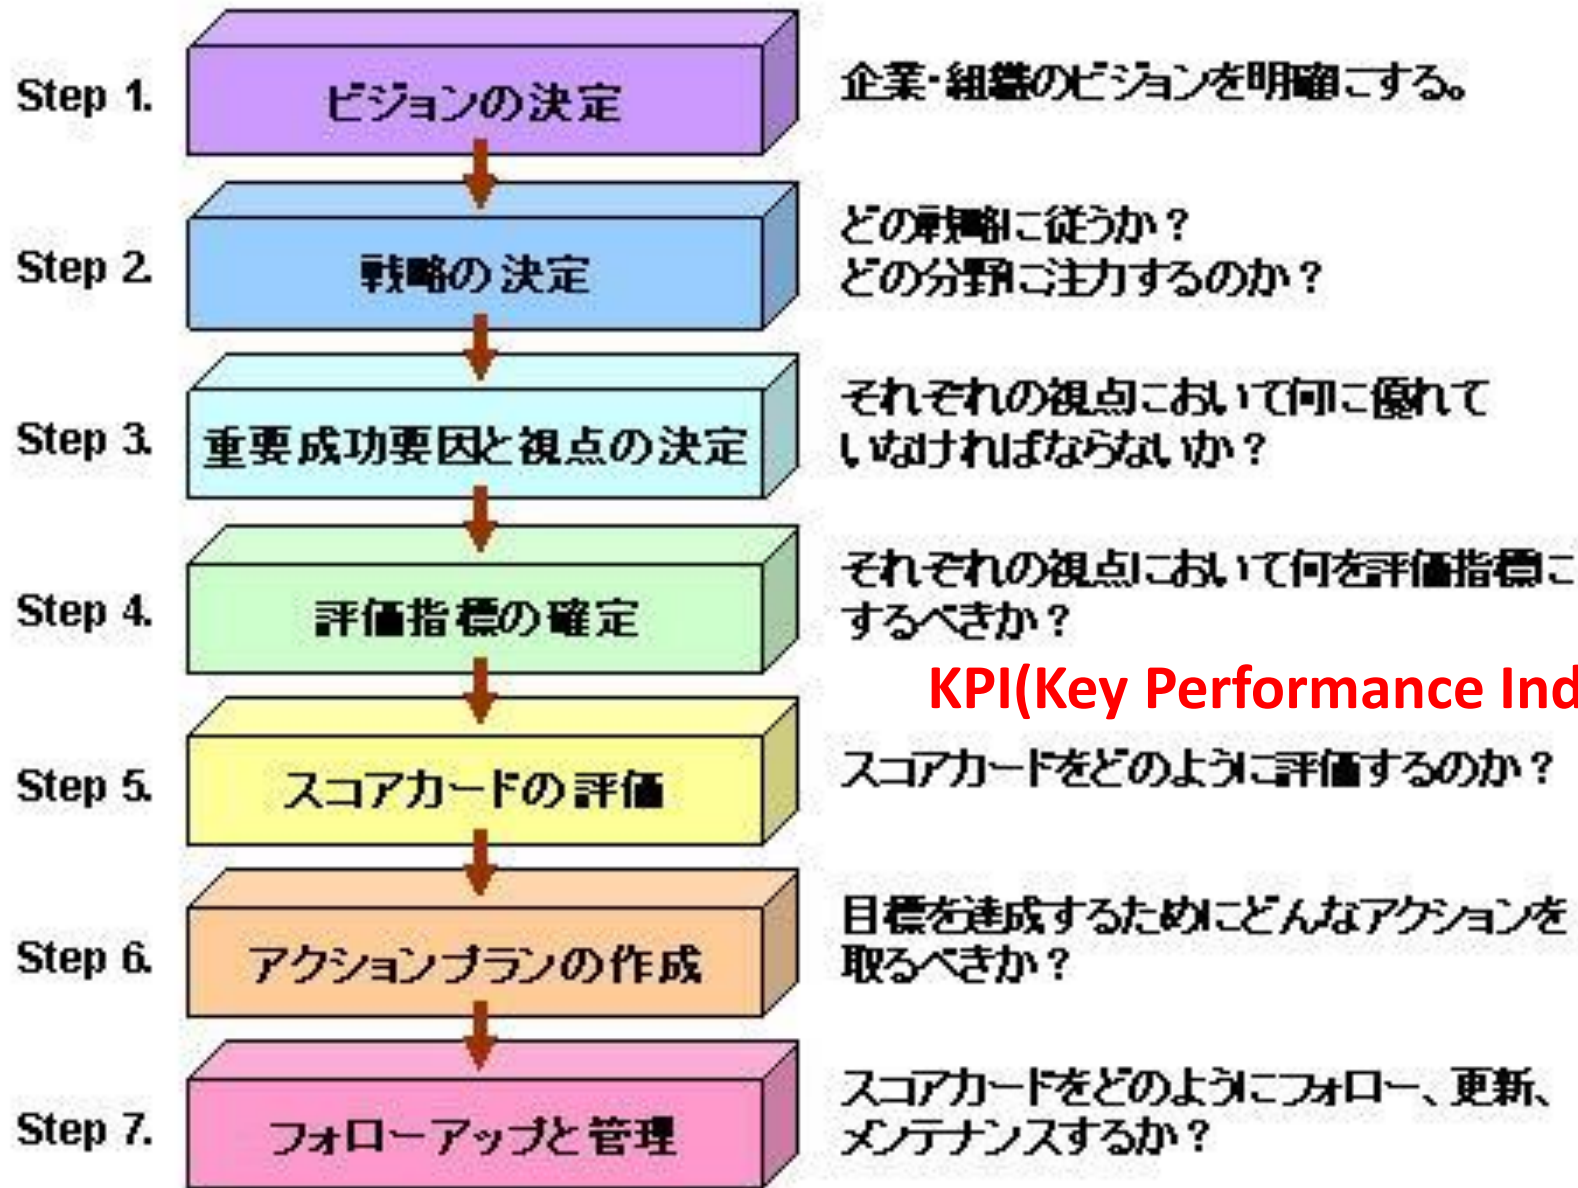 Step 1.
ビジョンの決定
企業・組織のビジョンを明確にする。
Step 2.
戦略の決定
どの戦略に従うか？
どの分野に注力するのか？
Step 3.
重要成功要因と視点の決定
それぞれの視点において何に優れて
いなければならないか？
Step 4.
評価指標の確定
それぞれの視点において何を評価指標に
するべきか？
KPI(Key Performance Ind
Step 5.
スコアカードの評価
スコアカードをどのように評価するのか？
Step 6.
アクションプランの作成
目標を達成するためにどんなアクションを
取るべきか？
Step 7.
フォローアップと管理
スコアカードをどのようにフォロー、更新、
メンテナンスするか？